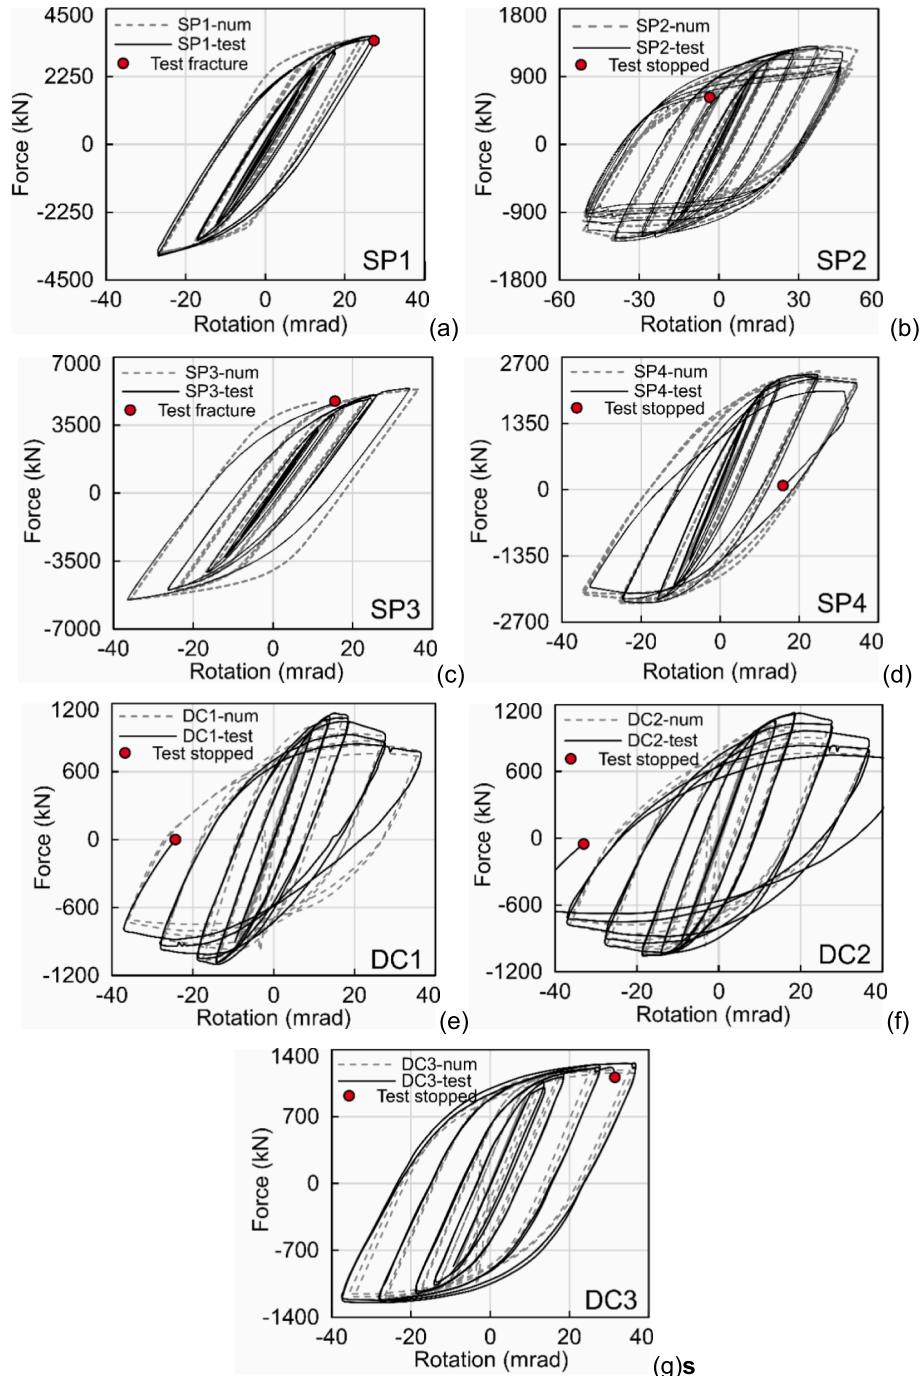 4500
2250
0
-2250
-4500
Force (kN)
SP1-num
SP1-test
Test fracture
SP1
-40 -20 0 20 40
Rotation (mrad)
(a)
1800
900
0
-900
-1800
Force (kN)
SP2-num
SP2-test
Test stopped
SP2
-60 -30 0 30 60
Rotation (mrad)
(b)
7000
3500
0
-3500
-7000
Force (kN)
SP3-num
SP3-test
Test fracture
SP3
-40 -20 0 20 40
Rotation (mrad)
(c)
2700
1350
0
-1350
-2700
Force (kN)
SP4-num
SP4-test
Test stopped
SP4
-40 -20 0 20 40
Rotation (mrad)
(d)
1200
600
0
-600
-1200
Force (kN)
DC1-num
DC1-test
Test stopped
DC1
-40 -20 0 20 40
Rotation (mrad)
(e)
1200
600
0
-600
-1200
Force (kN)
DC2-num
DC2-test
Test stopped
DC2
-40 -20 0 20 40
Rotation (mrad)
(f)
1400
700
0
-700
-1400
Force (kN)
DC3-num
DC3-test
Test stopped
DC3
-40 -20 0 20 40
Rotation (mrad)
(g)s